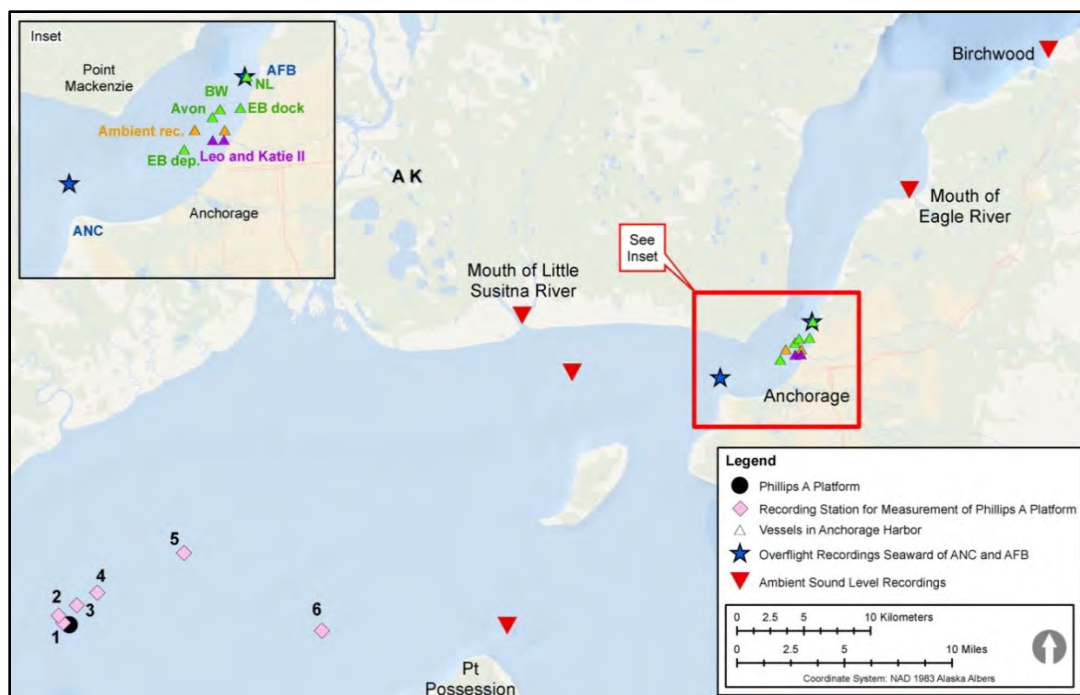 Inset
Point
Mackenzie
AFB
NL
BW
Avon
EB dock
Ambient rec.
EB dep.
Leo and Katie II
Anchorage
ANC
Birchwood
A K
Mouth of
Eagle River
See
Inset
Mouth of Little
Susitna River
Anchorage
5
4
2
3
1
6
Pt
Possession
Legend
Phillips A Platform
Recording Station for Measurement of Phillips A Platform
Vessels in Anchorage Harbor
Overflight Recordings Seaward of ANC and AFB
Ambient Sound Level Recordings
0 2.5 5 10 Kilometers
0 2.5 5 10 Miles
Coordinate System: NAD 1983 Alaska Albers